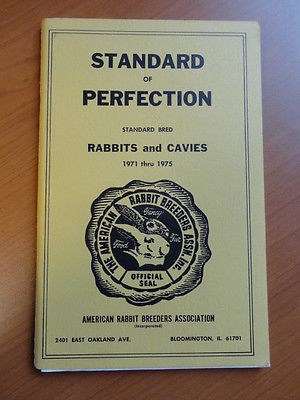 STANDARD
OF
PERFECTION
STANDARD BRED
RABBITS and CAVIES
1971 thru 1975
THE AMERICAN RABBIT BREEDERS ASSN. Inc.
Fancy
Food
Fur
OFFICIAL
SEAL
AMERICAN RABBIT BREEDERS ASSOCIATION
(Incorporated)
2401 EAST OAKLAND AVE. BLOOMINGTON, IL. 61701